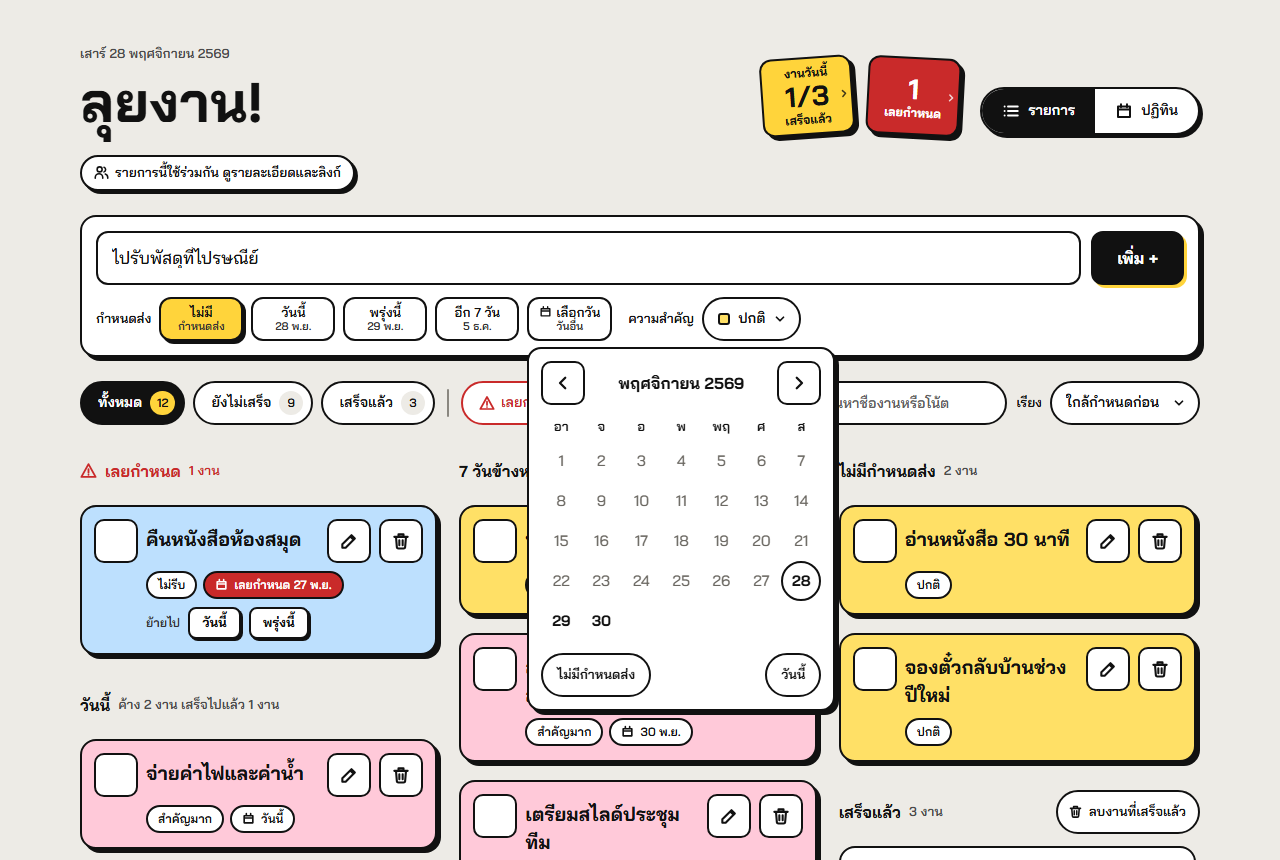 เสาร์ 28 พฤศจิกายน 2569
ลุยงาน!
งานวันนี้
1/3
เสร็จแล้ว
1
เลยกำหนด
รายการ
ปฏิทิน
รายการนี้ใช้ร่วมกัน ดูรายละเอียดและลิงก์
ไปรับพัสดุที่ไปรษณีย์
เพิ่ม +
กำหนดส่ง
ไม่มี
กำหนดส่ง
วันนี้
28 พ.ย.
พรุ่งนี้
29 พ.ย.
อีก 7 วัน
5 ธ.ค.
เลือกวัน
วันอื่น
ความสำคัญ
ปกติ
ทั้งหมด 12
ยังไม่เสร็จ 9
เสร็จแล้ว 3
เรียง
ใกล้กำหนดก่อน
พฤศจิกายน 2569
อา จ อ พ พฤ ศ ส
1 2 3 4 5 6 7
8 9 10 11 12 13 14
15 16 17 18 19 20 21
22 23 24 25 26 27 28
29 30
ไม่มีกำหนดส่ง
วันนี้
เลยกำหนด 1 งาน
คืนหนังสือห้องสมุด
ไม่รีบ
เลยกำหนด 27 พ.ย.
ย้ายไป
วันนี้
พรุ่งนี้
วันนี้ ค้าง 2 งาน เสร็จไปแล้ว 1 งาน
จ่ายค่าไฟและค่าน้ำ
สำคัญมาก
วันนี้
7 วันข้างห
สำคัญมาก
30 พ.ย.
เตรียมสไลด์ประชุม
ทีม
ไม่มีกำหนดส่ง 2 งาน
อ่านหนังสือ 30 นาที
ปกติ
จองตั๋วกลับบ้านช่วง
ปีใหม่
ปกติ
เสร็จแล้ว 3 งาน
ลบงานที่เสร็จแล้ว